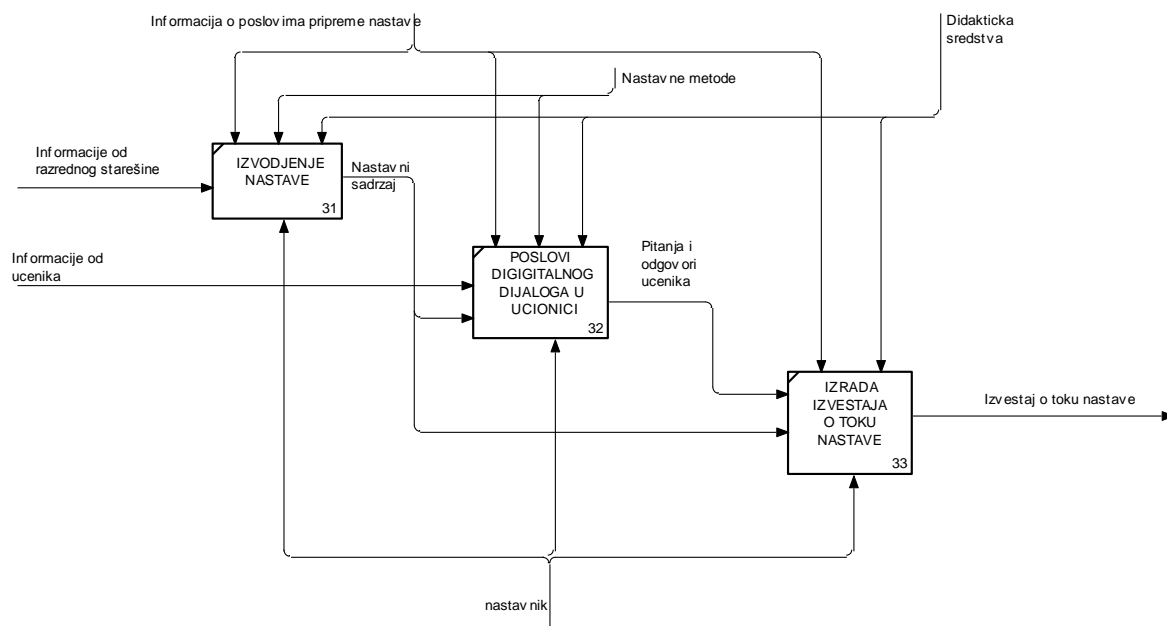 Informacija o poslovima pripreme nastave
Didakticka
sredstva
Nastavne metode
Informacije od
razrednog starešine
IZVODJENJE
NASTAVE
31
Nastavni
sadrzaj
Informacije od
ucenika
POSLOVI
DIGIGITALNOG
DIJALOGA U
UCIONICI
32
Pitanja i
odgovori
ucenika
IZRADA
IZVESTAJA
O TOKU
NASTAVE
33
Izvestaj o toku nastave
nastavnik